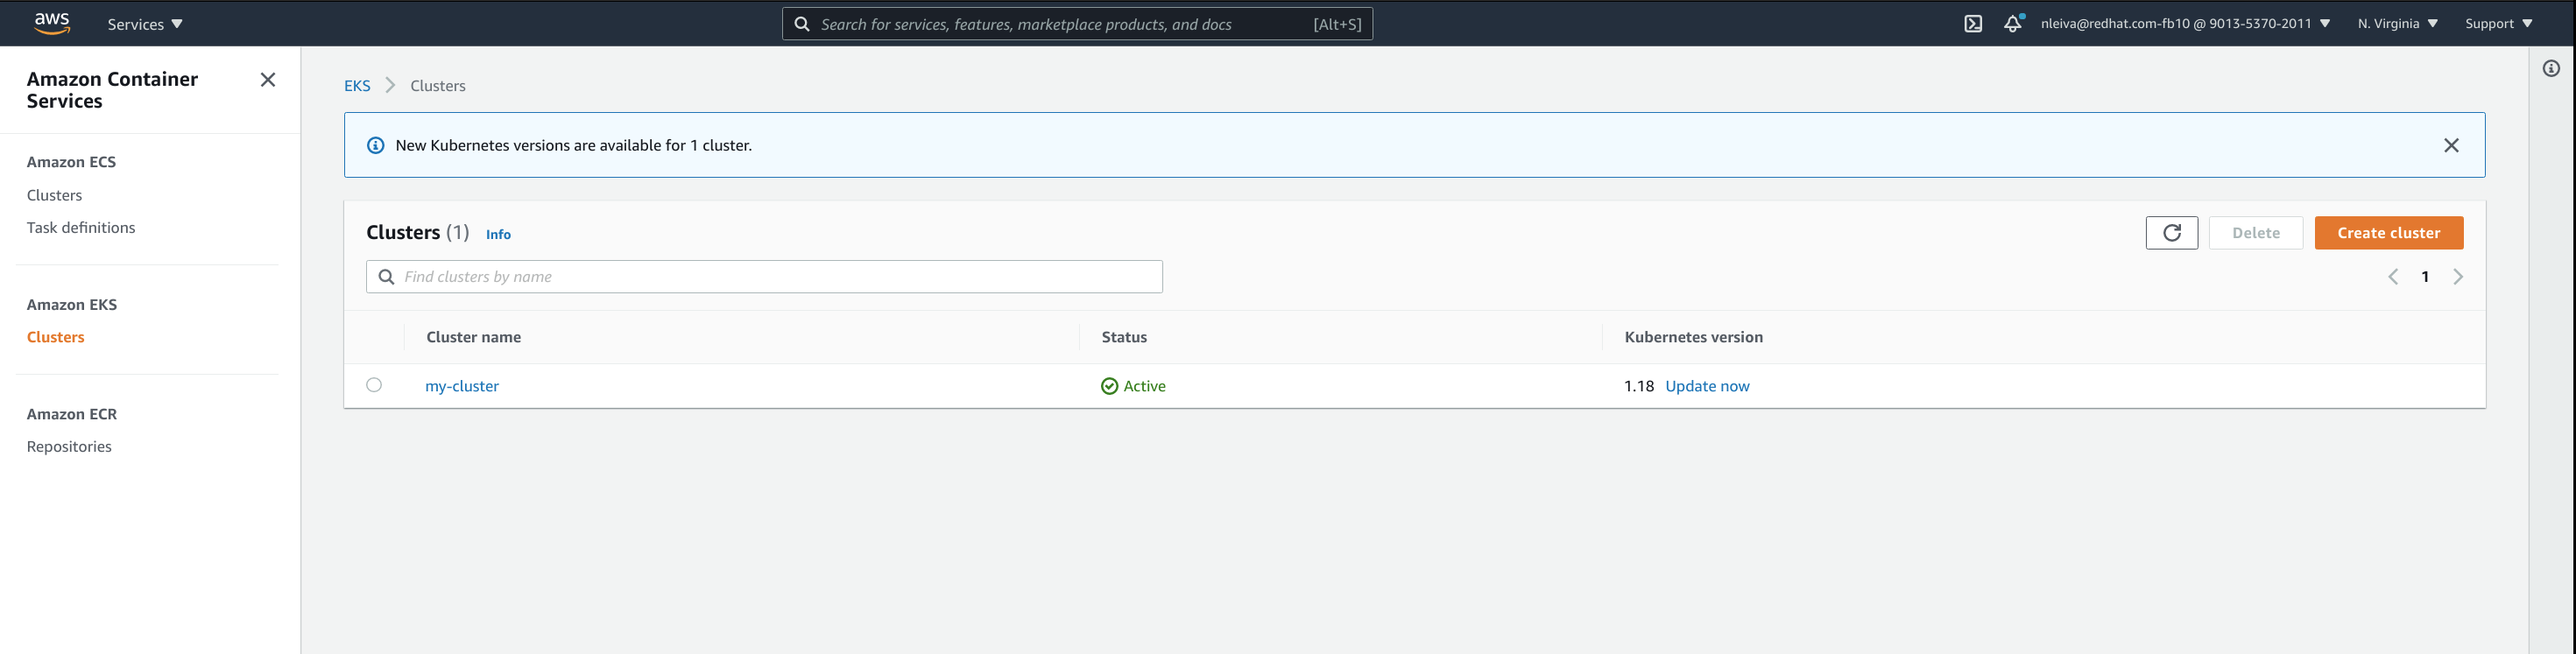 aws
Services
Search for services, features, marketplace products, and docs [Alt+S]
nleiva@redhat.com-fb10 @ 9013-5370-2011
N. Virginia
Support
Amazon Container
Services
Amazon ECS
Clusters
Task definitions
Amazon EKS
Clusters
Amazon ECR
Repositories
EKS Clusters
New Kubernetes versions are available for 1 cluster.
Clusters (1) Info
Delete
Create cluster
Find clusters by name
1
Cluster name Status Kubernetes version
my-cluster Active 1.18 Update now